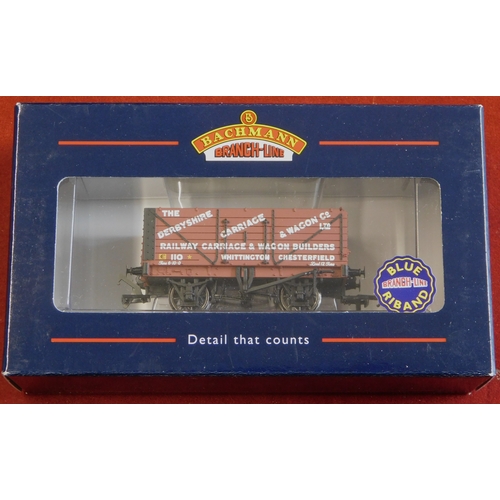 B
BACHMANN
BRANCH-LINE
THE
DERBYSHIRE CARRIAGE & WAGON Co
LTD
RAILWAY CARRIAGE & WAGON BUILDERS
110 WHITTINGTON CHESTERFIELD
BLUE
BRANCH-LINE
RIBAND
Detail that counts